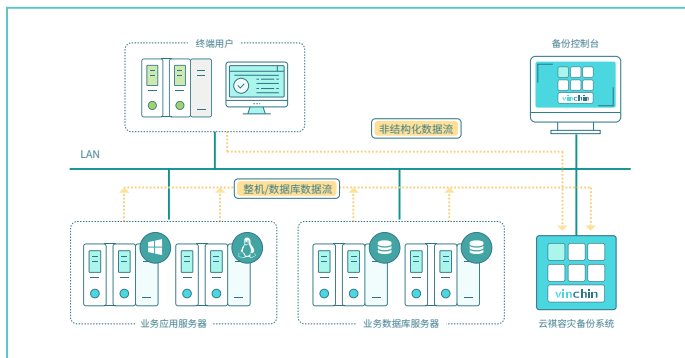 终端用户
备份控制台
vinchin
非结构化数据流
LAN
整机/数据库数据流
vinchin
业务应用服务器
业务数据库服务器
云祺容灾备份系统